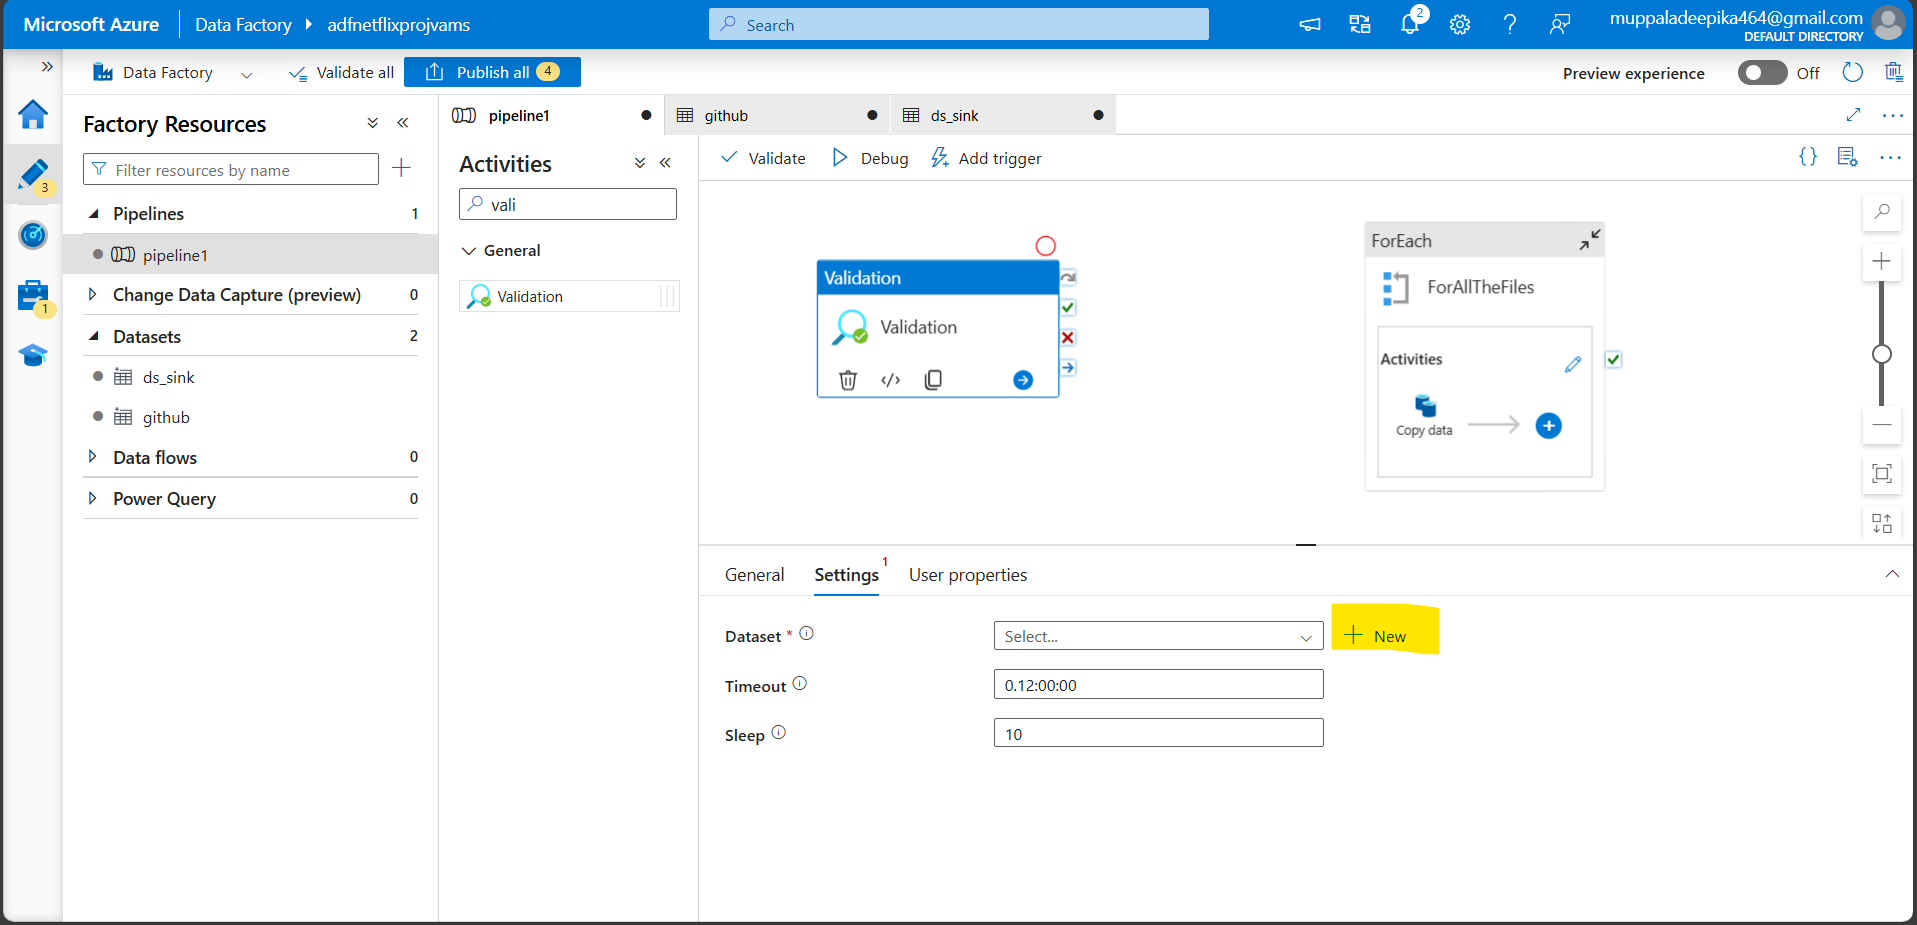 Microsoft Azure Data Factory adfnetflixprojvams Search 2 muppaladeepika464@gmail.com
DEFAULT DIRECTORY
Data Factory Validate all Publish all 4 Preview experience Off
Factory Resources
Filter resources by name
3
Pipelines 1
pipeline1
1
Change Data Capture (preview) 0
Datasets 2
ds_sink
github
Data flows 0
Power Query 0
pipeline1 github ds_sink
Activities
vali
General
Validation
Validate Debug Add trigger
Validation
Validation
ForEach
ForAllTheFiles
Activities
Copy data
General Settings 1 User properties
Dataset * Select... New
Timeout 0.12:00:00
Sleep 10